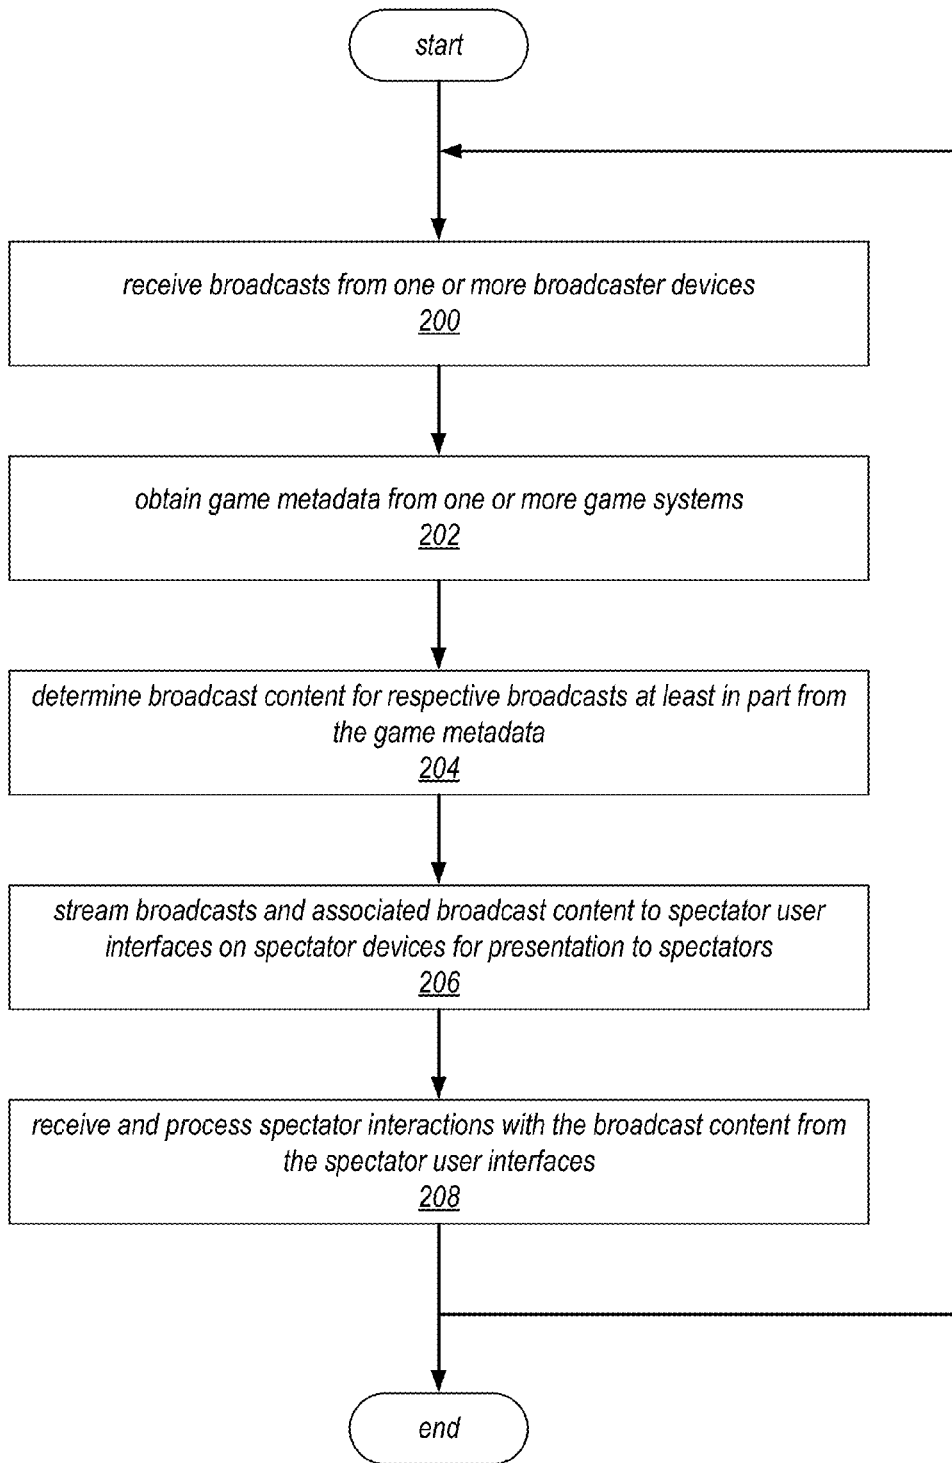 start
receive broadcasts from one or more broadcaster devices
200
obtain game metadata from one or more game systems
202
determine broadcast content for respective broadcasts at least in part from
the game metadata
204
stream broadcasts and associated broadcast content to spectator user
interfaces on spectator devices for presentation to spectators
206
receive and process spectator interactions with the broadcast content from
the spectator user interfaces
208
end